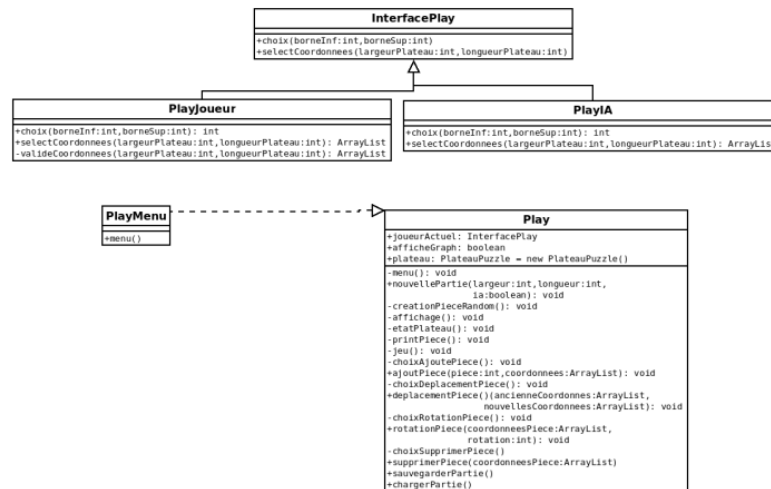 InterfacePlay
+choix(borneInf:int,borneSup:int)
+selectCoordonnees(largeurPlateau:int,longueurPlateau:int)
PlayJoueur
+choix(borneInf:int,borneSup:int): int
+selectCoordonnees(largeurPlateau:int,longueurPlateau:int): ArrayList
-valideCoordonnees(largeurPlateau:int,longueurPlateau:int): ArrayList
PlayIA
+choix(borneInf:int,borneSup:int): int
+selectCoordonnees(largeurPlateau:int,longueurPlateau:int): ArrayLis
PlayMenu
+menu()
Play
+joueurActuel: InterfacePlay
+afficheGraph: boolean
+plateau: PlateauPuzzle = new PlateauPuzzle()
-menu(): void
+nouvellePartie(largeur:int,longueur:int,
ia:boolean): void
-creationPieceRandom(): void
-affichage(): void
-etatPlateau(): void
-printPiece(): void
-jeu(): void
-choixAjoutePiece(): void
+ajoutPiece(piece:int,coordonnees:ArrayList): void
-choixDeplacementPiece(): void
+deplacementPiece()(ancienneCoordonnes:ArrayList,
nouvellesCoordonnes:ArrayList): void
-choixRotationPiece(): void
+rotationPiece(coordonneesPiece:ArrayList,
rotation:int): void
-choixSupprimerPiece()
+supprimerPiece(coordonneesPiece:ArrayList)
+sauvegarderPartie()
+chargerPartie()